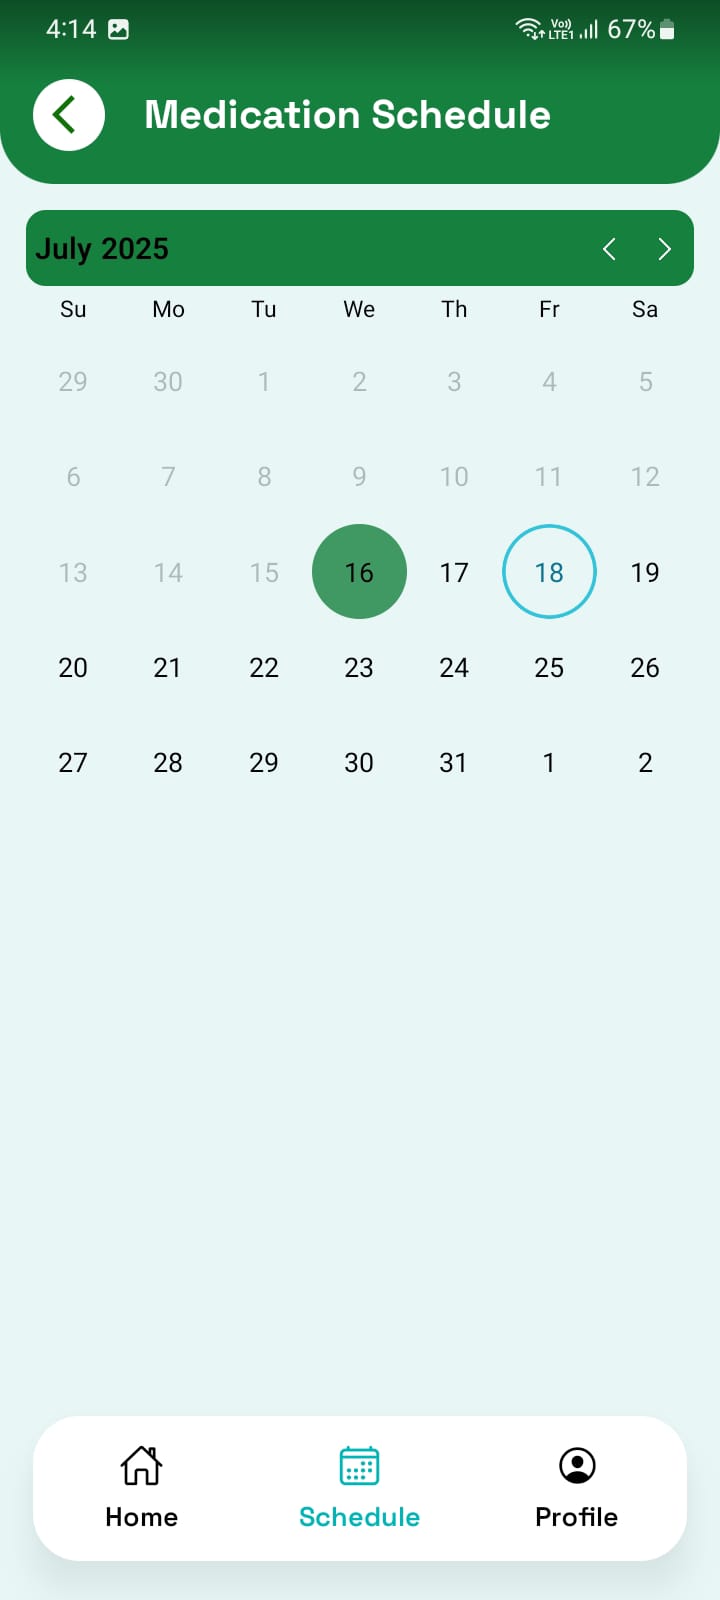 4:14 Vo)) LTE1 67%
Medication Schedule
July 2025
Su Mo Tu We Th Fr Sa
29 30 1 2 3 4 5
6 7 8 9 10 11 12
13 14 15 16 17 18 19
20 21 22 23 24 25 26
27 28 29 30 31 1 2
Home Schedule Profile